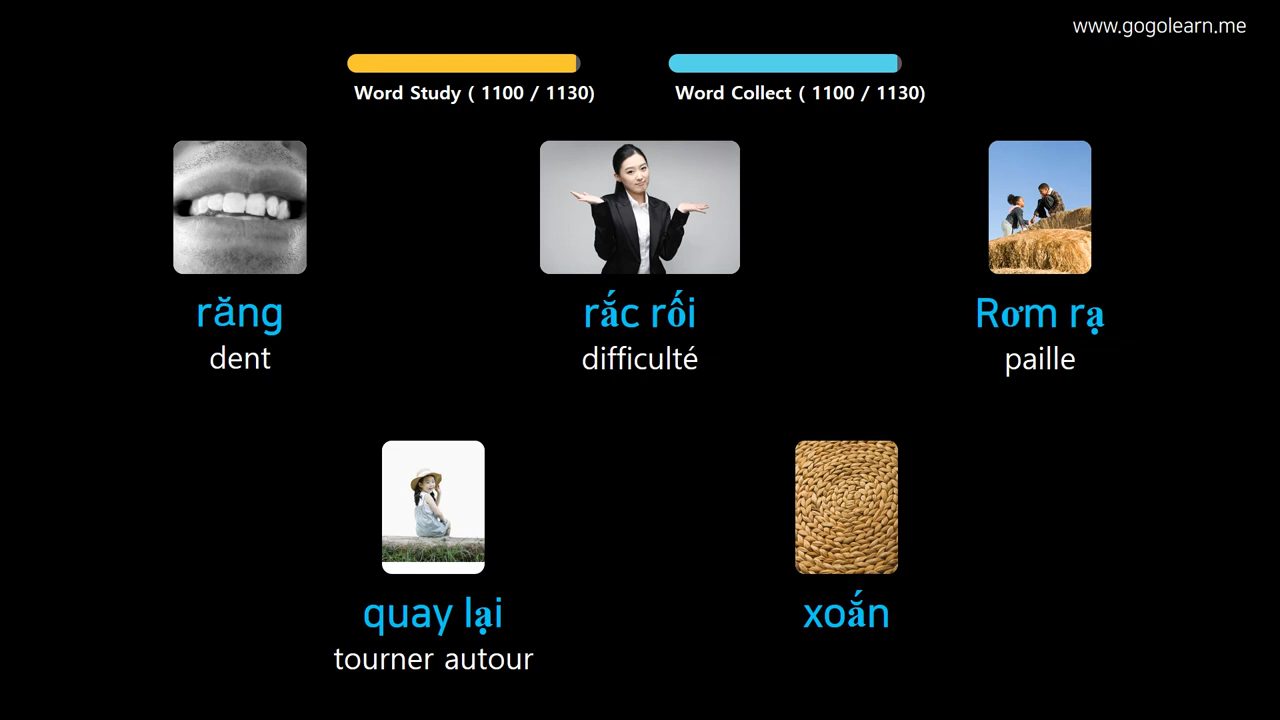 www.gogolearn.me
Word Study ( 1100 / 1130)
Word Collect ( 1100 / 1130)
răng
dent
rắc rối
difficulté
Rơm rạ
paille
quay lại
tourner autour
xoắn